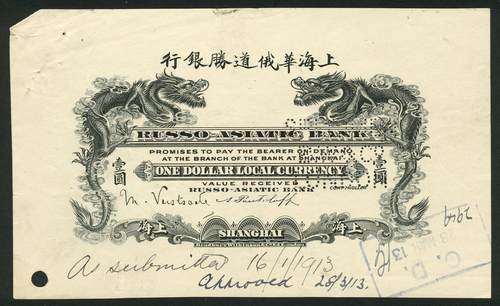 行銀勝道俄華海上
RUSSO-ASIATIC BANK
PROMISES TO PAY THE BEARER ON DEMAND
AT THE BRANCH OF THE BANK AT SHANGHAI
壹圓
ONE DOLLAR LOCAL CURRENCY
壹圓
VALUE RECEIVED
RUSSO-ASIATIC BANK
海上
SHANGHAI
海上
As submitted 16/1/1913
Approved 28/3/13.
C. D.